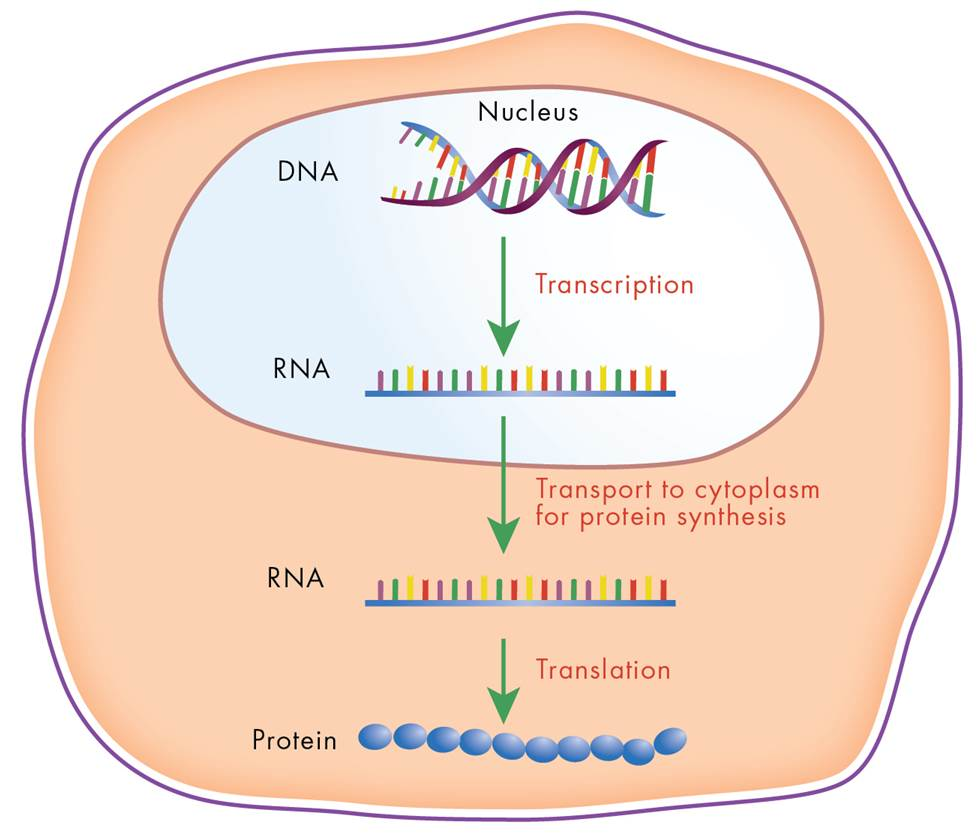 Nucleus
DNA
Transcription
RNA
Transport to cytoplasm
for protein synthesis
RNA
Translation
Protein